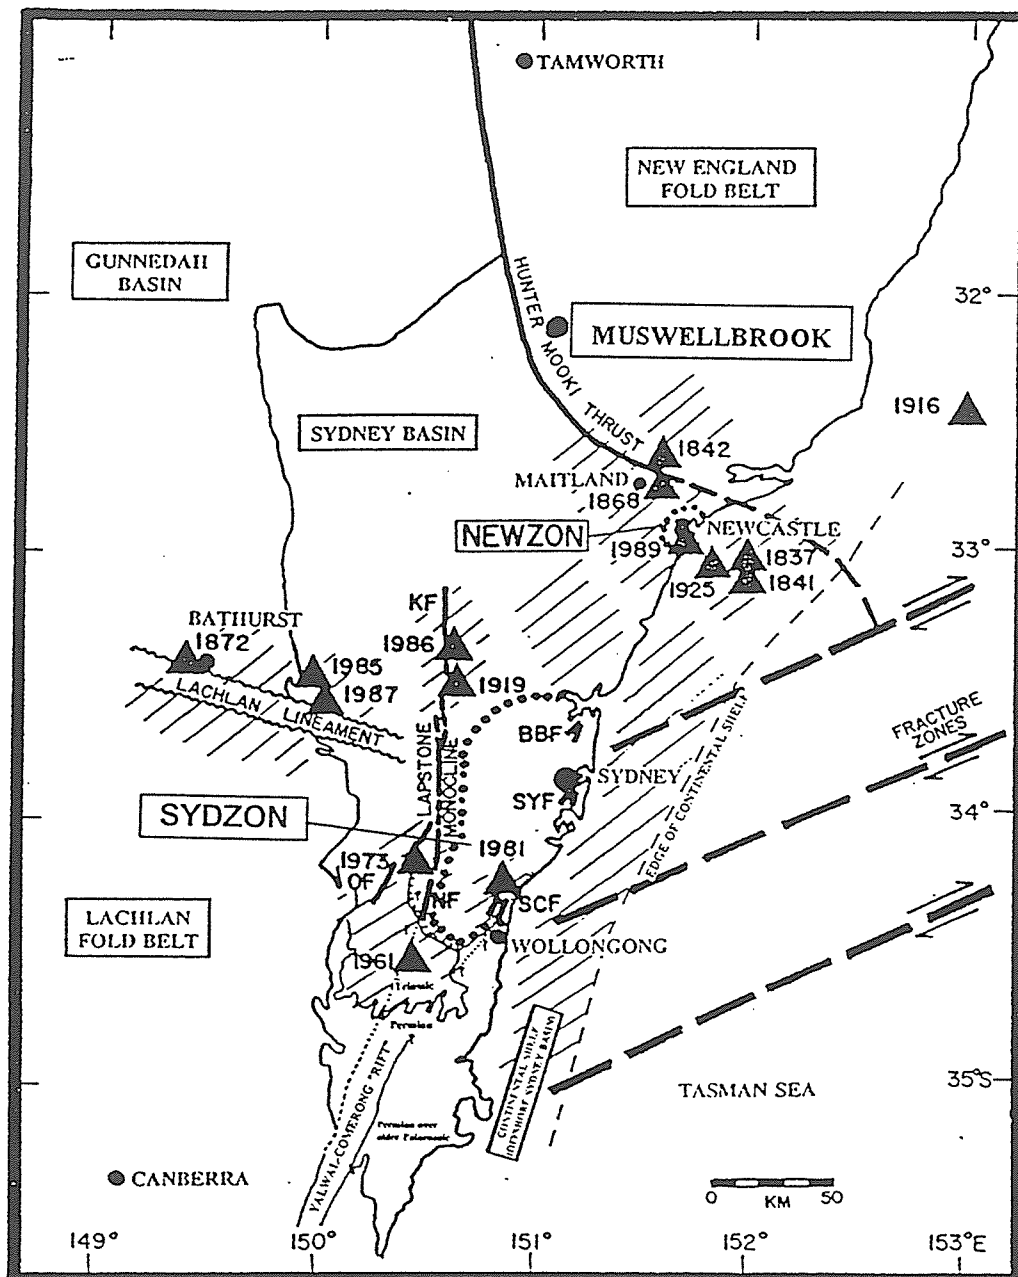 TAMWORTH
NEW ENGLAND
FOLD BELT
GUNNEDAH
BASIN
HUNTER MOOKI THRUST
32°
MUSWELLBROOK
1916
SYDNEY BASIN
1842
MAITLAND
1868
NEWZON
NEWCASTLE
1989
1837
33°
1925
1841
KF
BATHURST
1872
1986
1985
1919
1987
LACHLAN LINEAMENT
LAPSTONE
MONOCLINE
BBF
EDGE OF CONTINENTAL SHELF
FRACTURE
ZONES
SYDNEY
SYF
SYDZON
34°
1973
1981
OF
NF
SCF
LACHLAN
FOLD BELT
WOLLONGONG
1961
Triassic
Permian
CONTINENTAL SHELF
(OFFSHORE SYDNEY BASIN)
35°S
TASMAN SEA
YALWAL-COMERONG "RIFT"
Permian over
older Palaeozoic
CANBERRA
0 50
KM
149° 150° 151° 152° 153°E